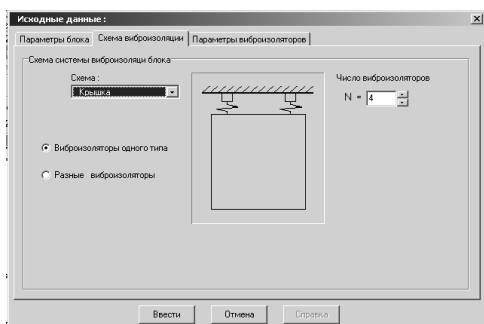 Исходные данные :
Параметры блока Схема виброизоляции Параметры виброизоляторов
Схема системы виброизоляци блока
Схема :
Крышка
Число виброизоляторов
N = 4
Виброизоляторы одного типа
Разные виброизоляторы
Ввести Отмена Справка